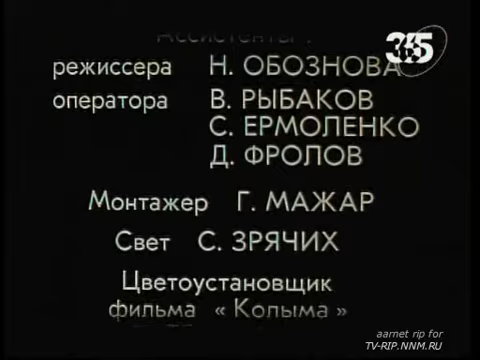 Ассистенты:
365
режиссера Н. ОБОЗНОВА
оператора В. РЫБАКОВ
С. ЕРМОЛЕНКО
Д. ФРОЛОВ
Монтажер Г. МАЖАР
Свет С. ЗРЯЧИХ
Цветоустановщик
фильма « Колыма »
aarnet rip for
TV-RIP.NNM.RU